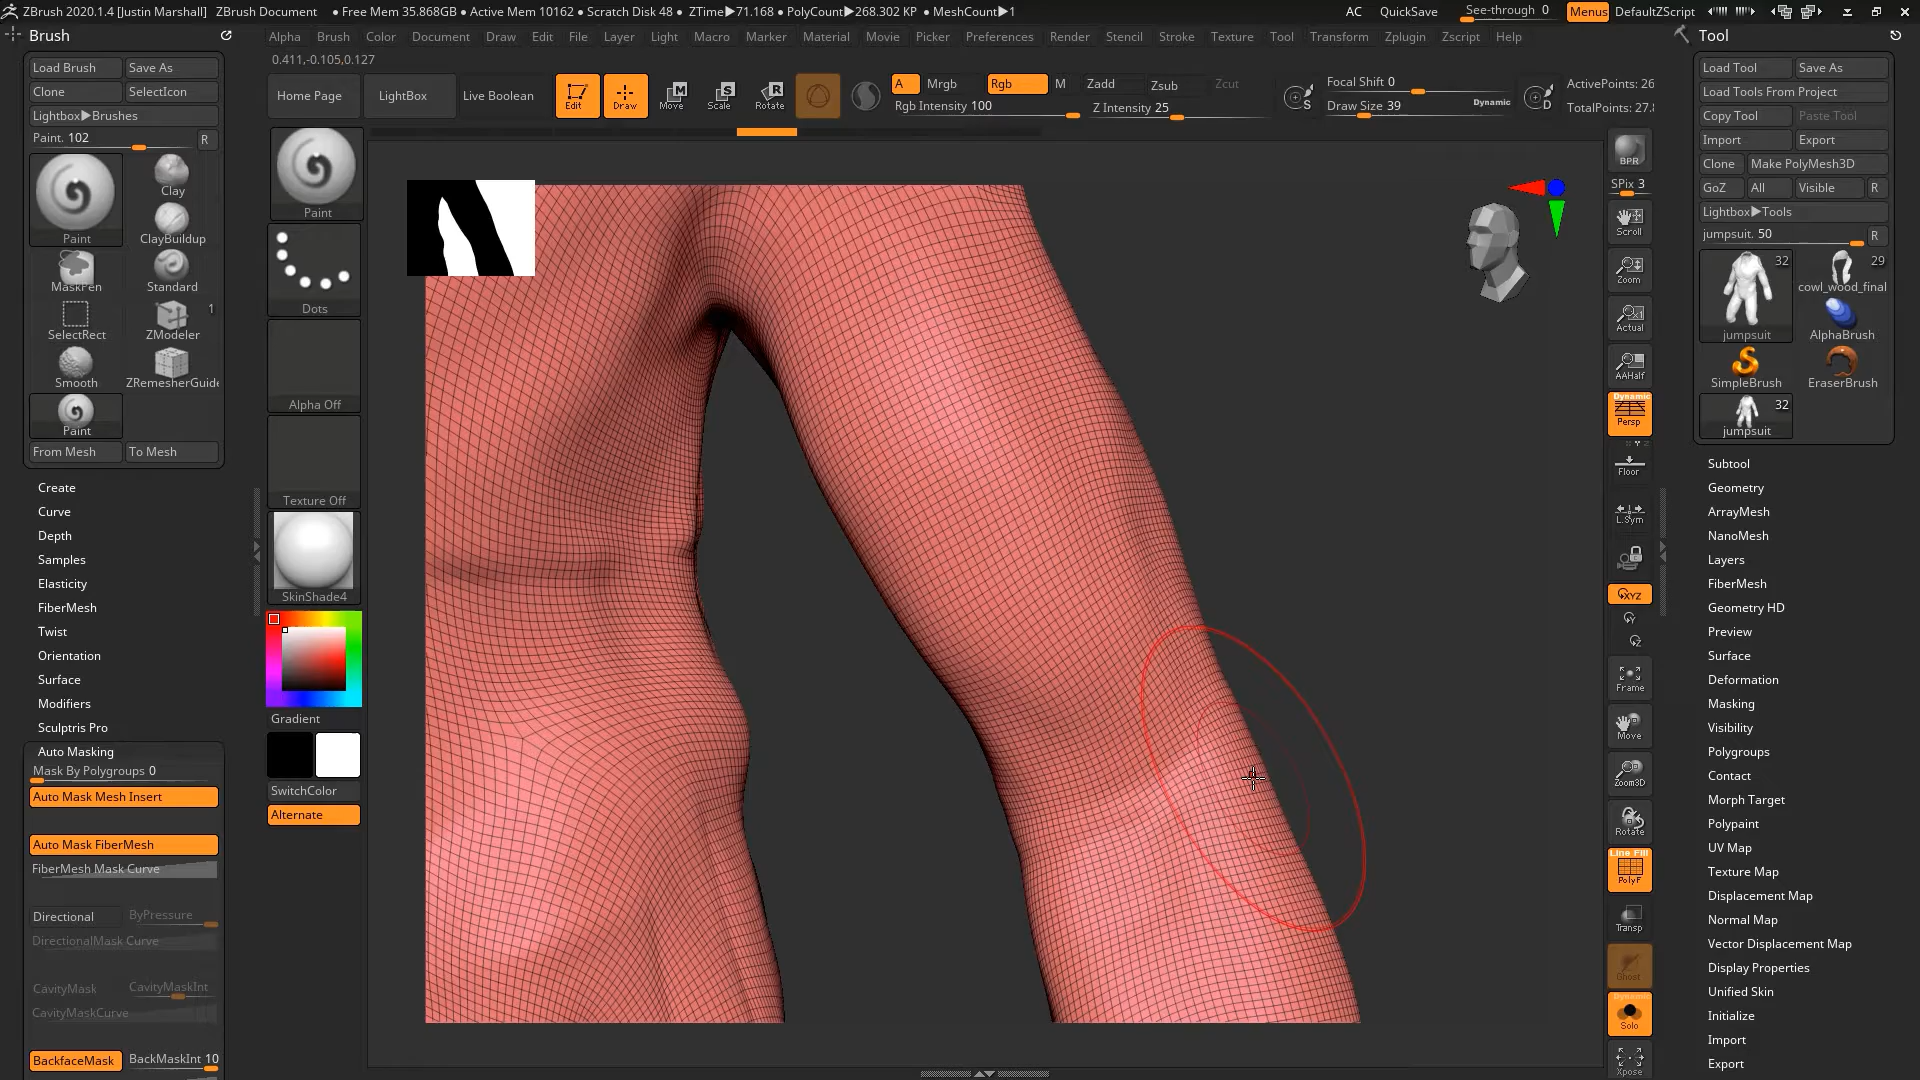 ZBrush 2020.1.4 [Justin Marshall] ZBrush Document ● Free Mem 35.868GB ● Active Mem 10162 ● Scratch Disk 48 ● ZTime▶71.168 ● PolyCount▶268.302 KP ● MeshCount▶1 AC QuickSave See-through 0 Menus DefaultZScript
Brush
Alpha Brush Color Document Draw Edit File Layer Light Macro Marker Material Movie Picker Preferences Render Stencil Stroke Texture Tool Transform Zplugin Zscript Help
Tool
0.411,-0.105,0.127
Load Brush Save As
Clone SelectIcon
Lightbox▶Brushes
Paint. 102 R
Paint
Clay
ClayBuildup
MaskPen Standard
SelectRect ZModeler 1
Smooth ZRemesherGuide
Paint
From Mesh To Mesh
Create
Curve
Depth
Samples
Elasticity
FiberMesh
Twist
Orientation
Surface
Modifiers
Sculptris Pro
Auto Masking
Mask By Polygroups 0
Auto Mask Mesh Insert
Auto Mask FiberMesh
FiberMesh Mask Curve
Directional ByPressure
DirectionalMask Curve
CavityMask CavityMaskInt
CavityMaskCurve
BackfaceMask BackMaskInt 10
Home Page LightBox Live Boolean
Edit Draw Move Scale Rotate
M S R
A Mrgb Rgb M Zadd Zsub Zcut
Rgb Intensity 100 Z Intensity 25
S
Focal Shift 0
Draw Size 39 Dynamic
D
ActivePoints: 26
TotalPoints: 27.
Paint
Dots
Alpha Off
Texture Off
SkinShade4
Gradient
SwitchColor
Alternate
BPR
SPix 3
Scroll
Zoom
Actual
AAHalf
Dynamic
Persp
Floor
L.Sym
XYZ
Y
Z
Frame
Move
Zoom3D
Rotate
Line Fill
PolyF
Transp
Ghost
Dynamic
Solo
Xpose
Load Tool Save As
Load Tools From Project
Copy Tool Paste Tool
Import Export
Clone Make PolyMesh3D
GoZ All Visible R
Lightbox▶Tools
jumpsuit. 50 R
32 29
jumpsuit
cowl_wood_final
AlphaBrush
SimpleBrush EraserBrush
32
jumpsuit
Subtool
Geometry
ArrayMesh
NanoMesh
Layers
FiberMesh
Geometry HD
Preview
Surface
Deformation
Masking
Visibility
Polygroups
Contact
Morph Target
Polypaint
UV Map
Texture Map
Displacement Map
Normal Map
Vector Displacement Map
Display Properties
Unified Skin
Initialize
Import
Export